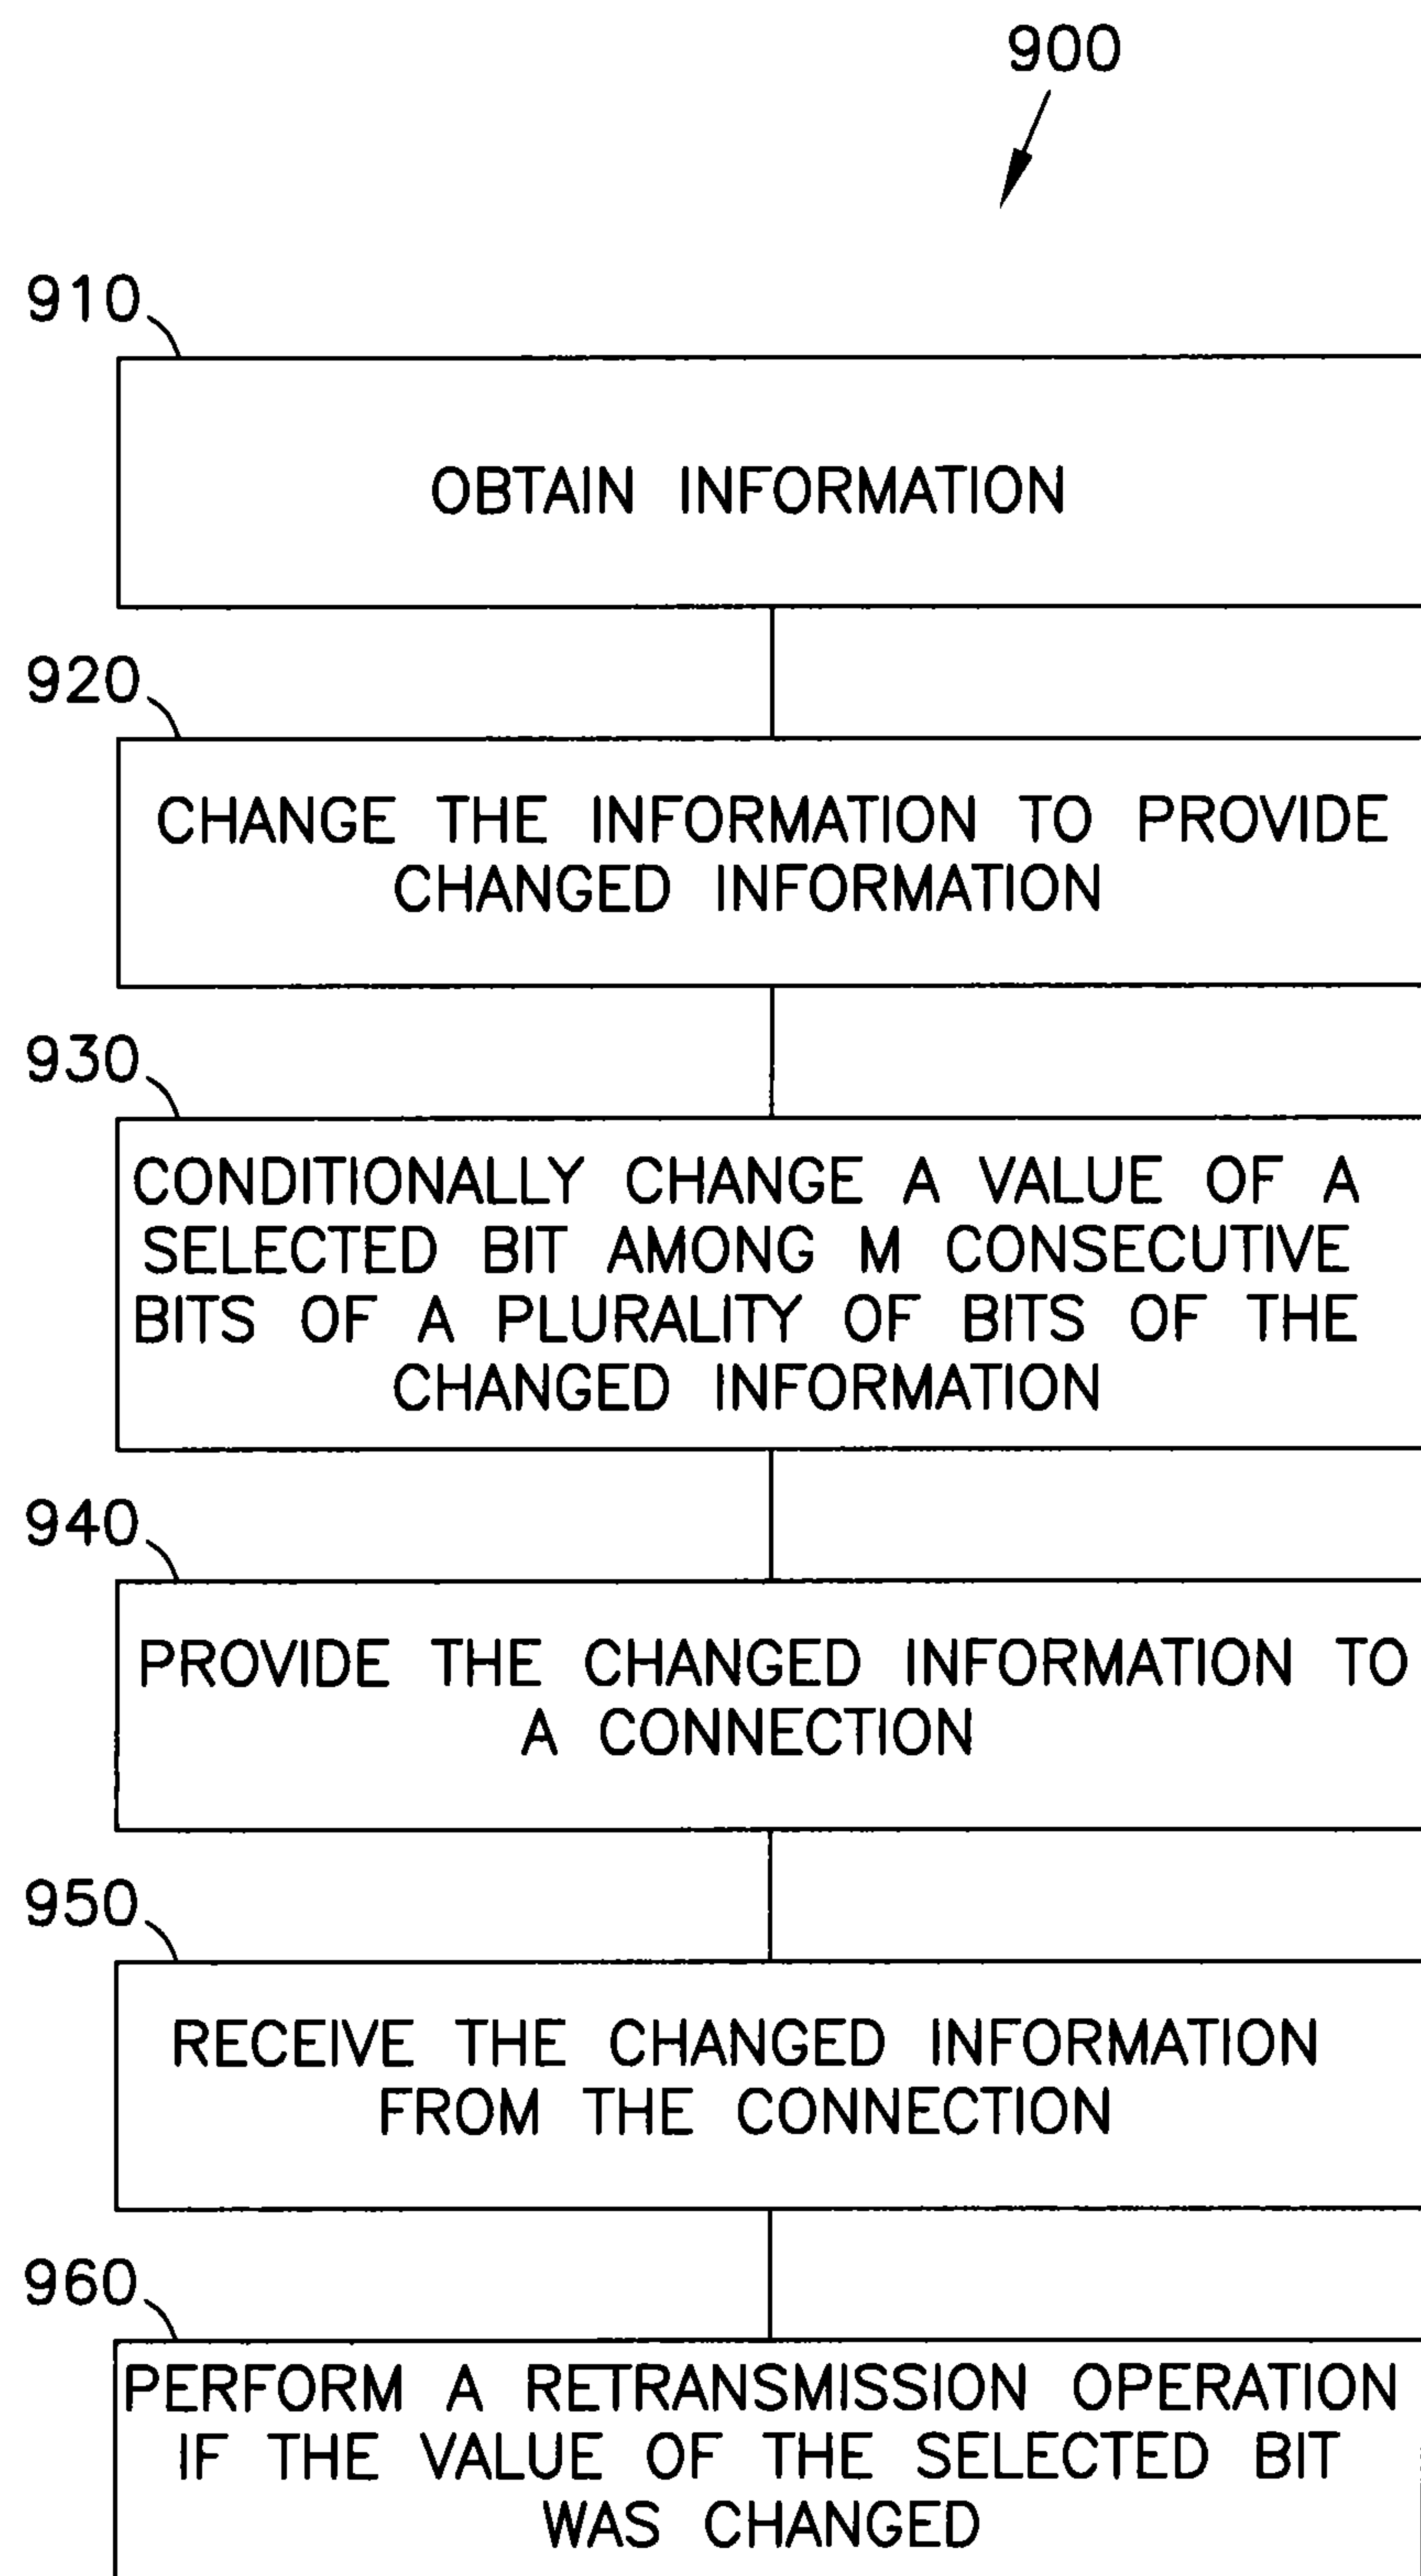 900
910
OBTAIN INFORMATION
920
CHANGE THE INFORMATION TO PROVIDE
CHANGED INFORMATION
930
CONDITIONALLY CHANGE A VALUE OF A
SELECTED BIT AMONG M CONSECUTIVE
BITS OF A PLURALITY OF BITS OF THE
CHANGED INFORMATION
940
PROVIDE THE CHANGED INFORMATION TO
A CONNECTION
950
RECEIVE THE CHANGED INFORMATION
FROM THE CONNECTION
960
PERFORM A RETRANSMISSION OPERATION
IF THE VALUE OF THE SELECTED BIT
WAS CHANGED